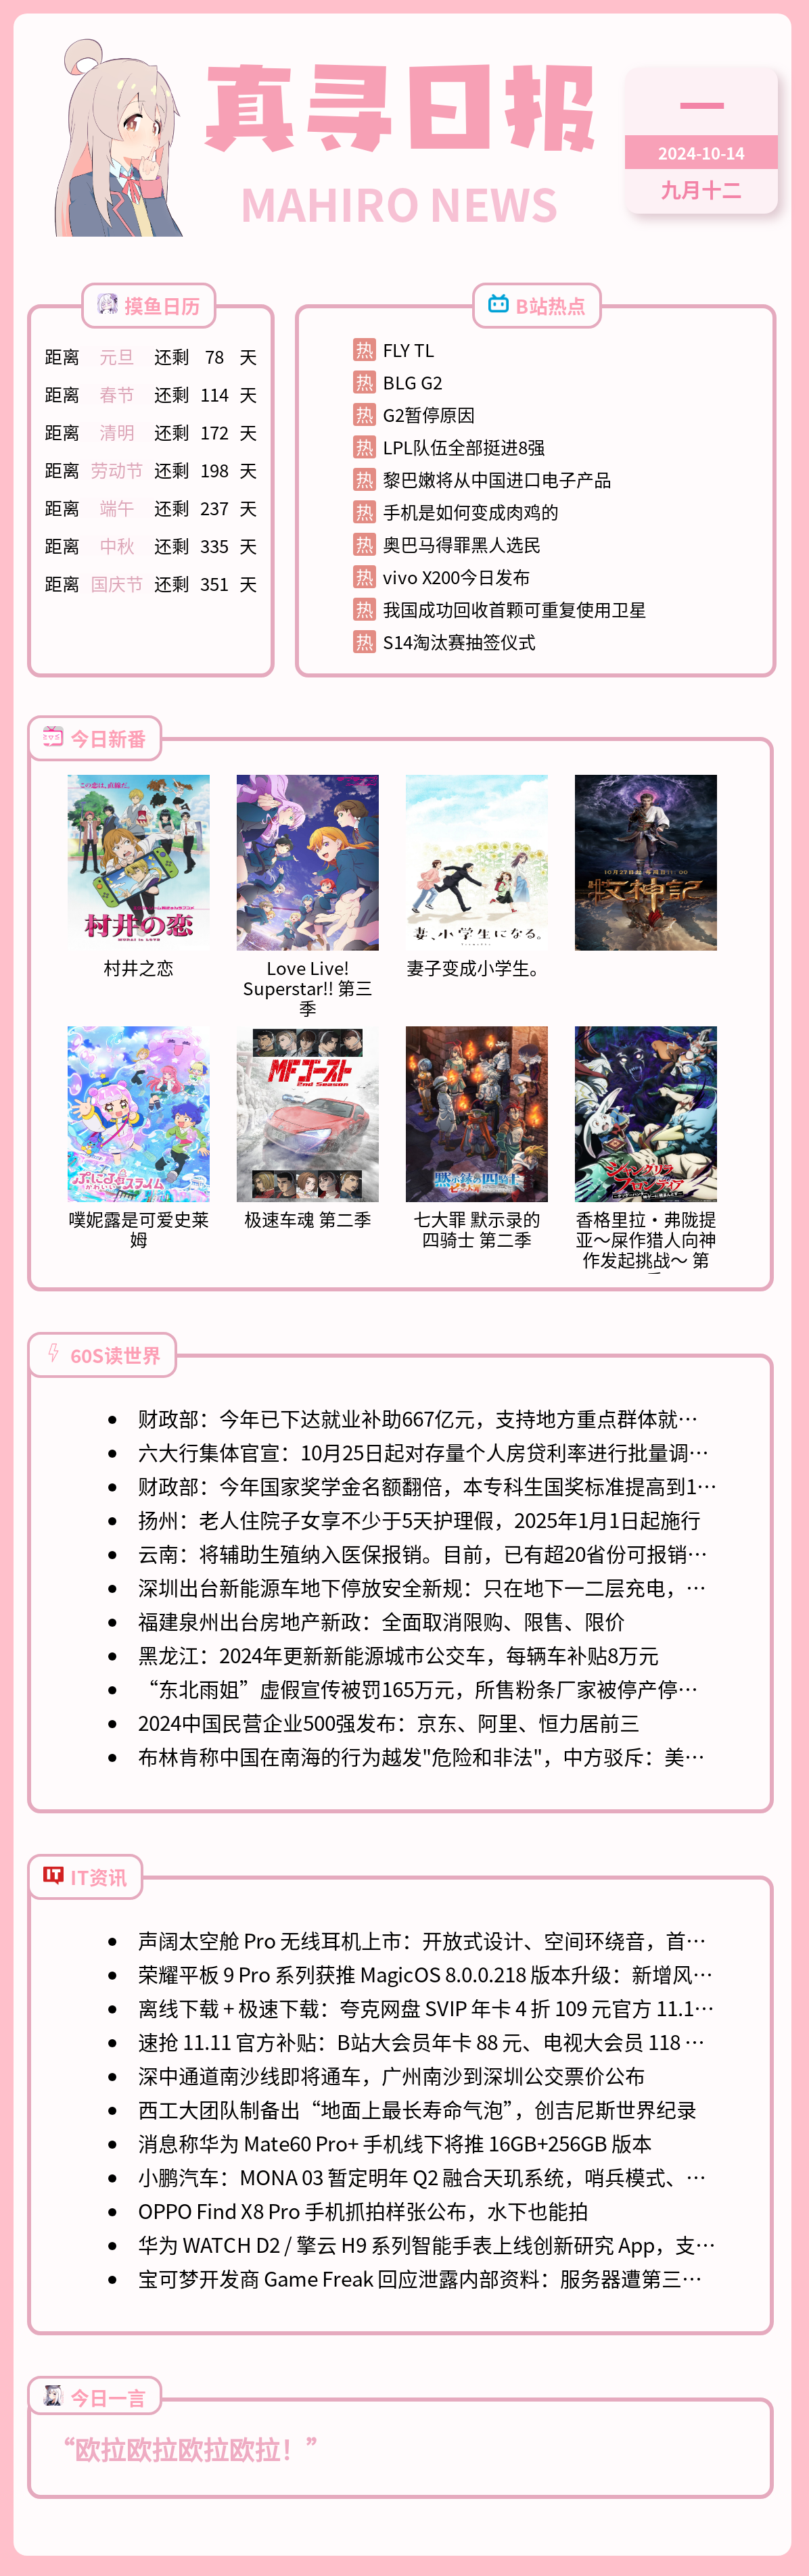 真寻日报
MAHIRO NEWS
一
2024-10-14
九月十二
摸鱼日历
距离 元旦 还剩 78 天
距离 春节 还剩 114 天
距离 清明 还剩 172 天
距离 劳动节 还剩 198 天
距离 端午 还剩 237 天
距离 中秋 还剩 335 天
距离 国庆节 还剩 351 天
B站热点
热 FLY TL
热 BLG G2
热 G2暂停原因
热 LPL队伍全部挺进8强
热 黎巴嫩将从中国进口电子产品
热 手机是如何变成肉鸡的
热 奥巴马得罪黑人选民
热 vivo X200今日发布
热 我国成功回收首颗可重复使用卫星
热 S14淘汰赛抽签仪式
今日新番
この恋は、直線だ。
村井の恋
村井之恋
Love Live!
Superstar!! 第三
季
妻、小学生になる。
妻子变成小学生。
牧神記
ぷにるはかわいいスライム
噗妮露是可爱史莱
姆
MFゴースト
2nd Season
极速车魂 第二季
黙示録の四騎士
七大罪 默示录的
四骑士 第二季
シャングリラ
フロンティア
香格里拉・弗陇提
亚～屎作猎人向神
作发起挑战～ 第
60S读世界
财政部：今年已下达就业补助667亿元，支持地方重点群体就…
六大行集体官宣：10月25日起对存量个人房贷利率进行批量调…
财政部：今年国家奖学金名额翻倍，本专科生国奖标准提高到1…
扬州：老人住院子女享不少于5天护理假，2025年1月1日起施行
云南：将辅助生殖纳入医保报销。目前，已有超20省份可报销…
深圳出台新能源车地下停放安全新规：只在地下一二层充电，…
福建泉州出台房地产新政：全面取消限购、限售、限价
黑龙江：2024年更新新能源城市公交车，每辆车补贴8万元
“东北雨姐”虚假宣传被罚165万元，所售粉条厂家被停产停…
2024中国民营企业500强发布：京东、阿里、恒力居前三
布林肯称中国在南海的行为越发"危险和非法"，中方驳斥：美…
IT资讯
声阔太空舱 Pro 无线耳机上市：开放式设计、空间环绕音，首…
荣耀平板 9 Pro 系列获推 MagicOS 8.0.0.218 版本升级：新增风…
离线下载 + 极速下载：夸克网盘 SVIP 年卡 4 折 109 元官方 11.1…
速抢 11.11 官方补贴：B站大会员年卡 88 元、电视大会员 118 …
深中通道南沙线即将通车，广州南沙到深圳公交票价公布
西工大团队制备出“地面上最长寿命气泡”，创吉尼斯世界纪录
消息称华为 Mate60 Pro+ 手机线下将推 16GB+256GB 版本
小鹏汽车：MONA 03 暂定明年 Q2 融合天玑系统，哨兵模式、…
OPPO Find X8 Pro 手机抓拍样张公布，水下也能拍
华为 WATCH D2 / 擎云 H9 系列智能手表上线创新研究 App，支…
宝可梦开发商 Game Freak 回应泄露内部资料：服务器遭第三…
今日一言
“欧拉欧拉欧拉欧拉！”